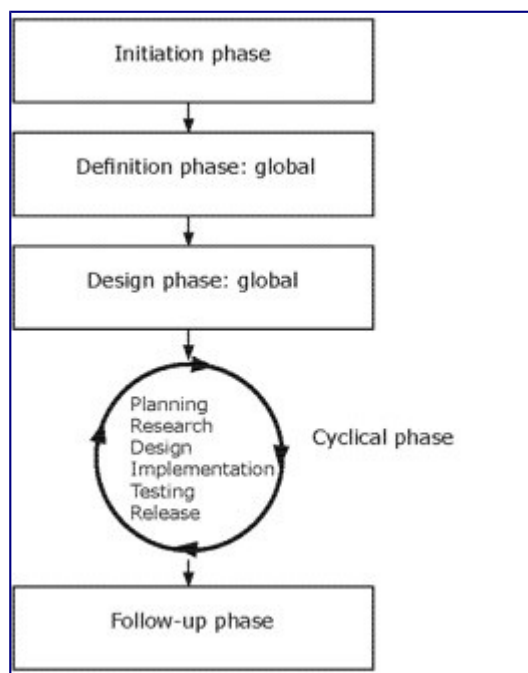 Initiation phase
Definition phase: global
Design phase: global
Planning
Research
Design
Implementation
Testing
Release
Cyclical phase
Follow-up phase